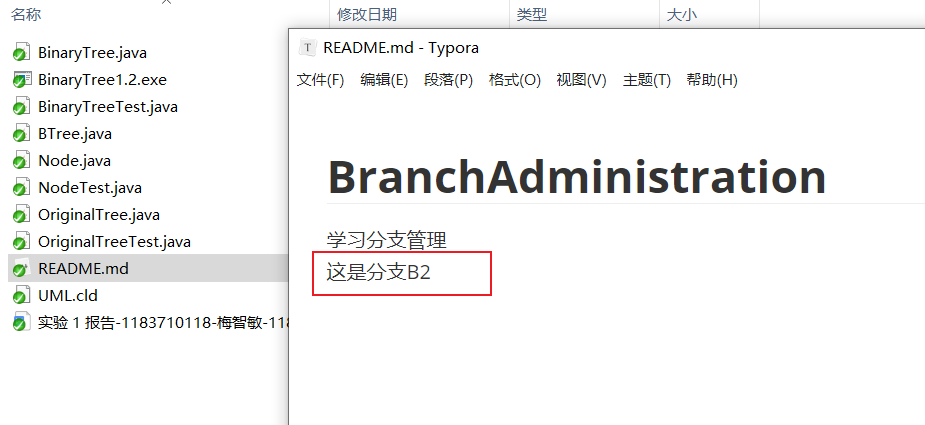 名称
修改日期
类型
大小
BinaryTree.java
BinaryTree1.2.exe
BinaryTreeTest.java
BTree.java
Node.java
NodeTest.java
OriginalTree.java
OriginalTreeTest.java
README.md
UML.cld
实验 1 报告-1183710118-梅智敏-118
README.md - Typora
文件(F) 编辑(E) 段落(P) 格式(O) 视图(V) 主题(T) 帮助(H)
BranchAdministration
学习分支管理
这是分支B2